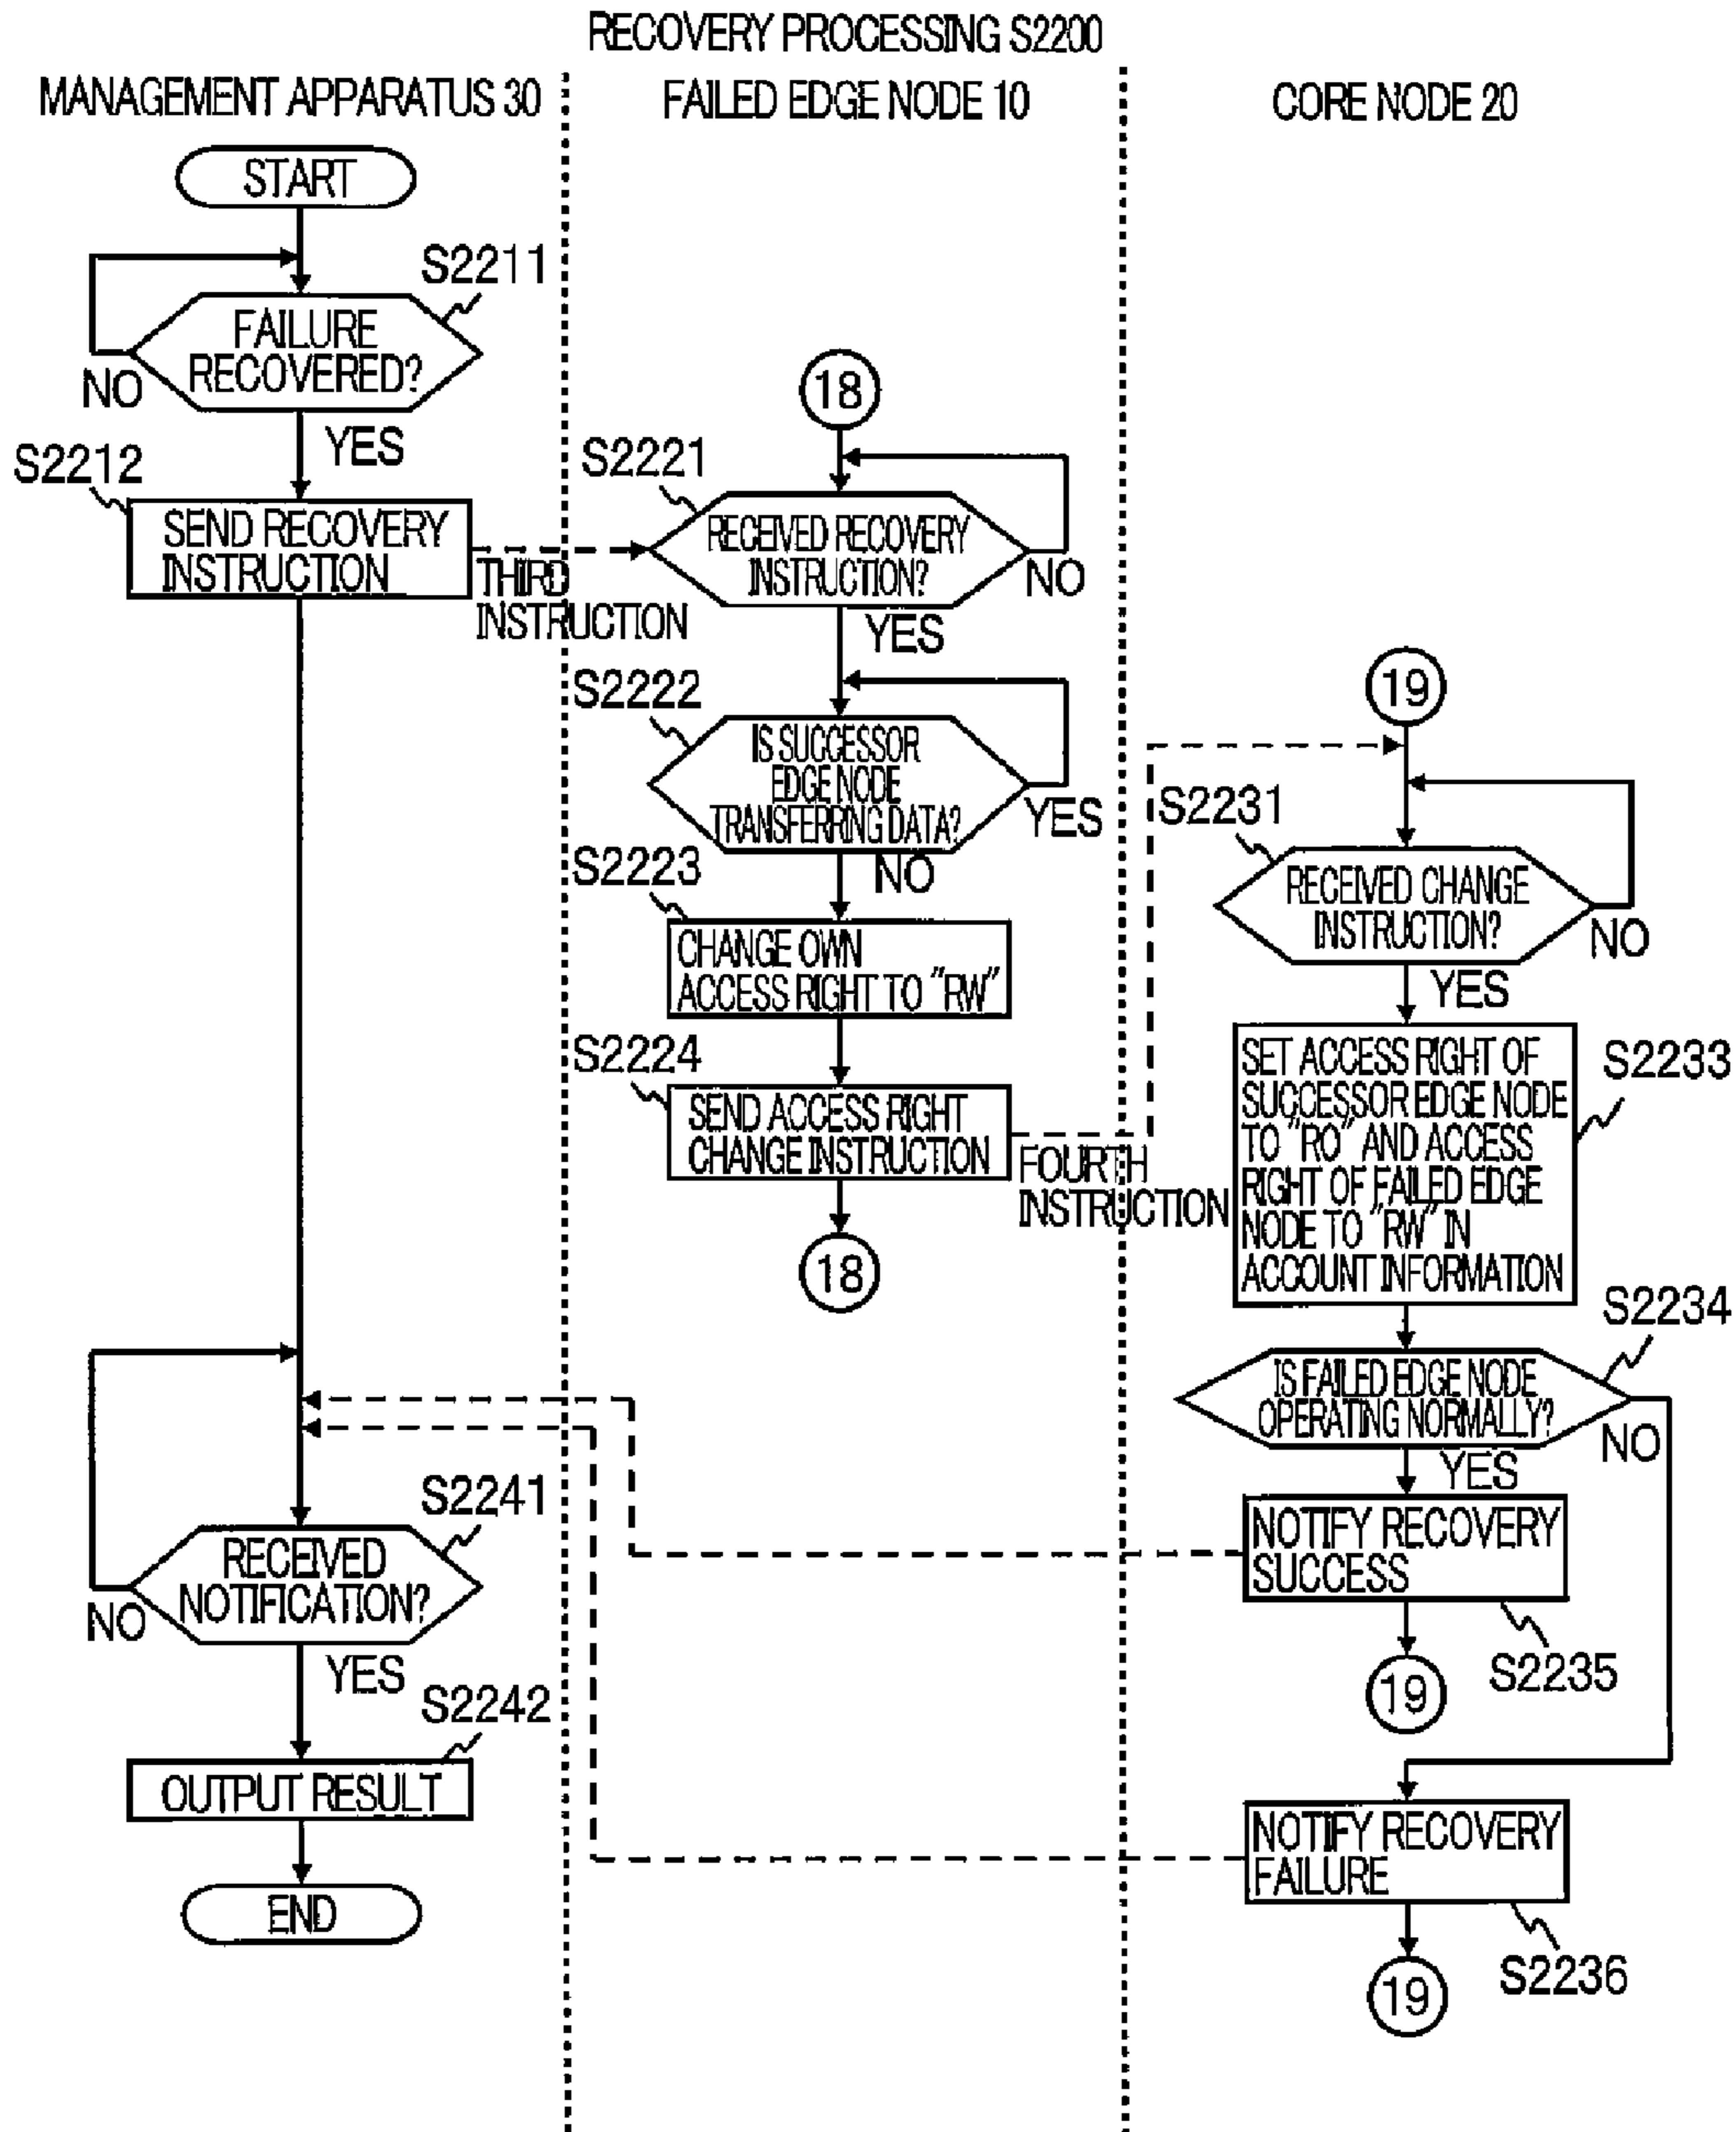 RECOVERY PROCESSING S2200
MANAGEMENT APPARATUS 30
START
S2211
FAILURE
RECOVERED?
NO
YES
S2212
SEND RECOVERY
INSTRUCTION
THIRD
INSTRUCTION
S2241
RECEIVED
NOTIFICATION?
NO
YES
S2242
OUTPUT RESULT
END
FAILED EDGE NODE 10
18
S2221
RECEIVED RECOVERY
INSTRUCTION?
NO
YES
S2222
IS SUCCESSOR
EDGE NODE
TRANSFERRING DATA?
YES
NO
S2223
CHANGE OWN
ACCESS RIGHT TO "RW"
S2224
SEND ACCESS RIGHT
CHANGE INSTRUCTION
FOURTH
INSTRUCTION
18
CORE NODE 20
19
S2231
RECEIVED CHANGE
INSTRUCTION?
NO
YES
S2233
SET ACCESS RIGHT OF
SUCCESSOR EDGE NODE
TO "RO" AND ACCESS
RIGHT OF FAILED EDGE
NODE TO "RW" IN
ACCOUNT INFORMATION
S2234
IS FAILED EDGE NODE
OPERATING NORMALLY?
NO
YES
NOTIFY RECOVERY
SUCCESS
S2235
19
NOTIFY RECOVERY
FAILURE
S2236
19